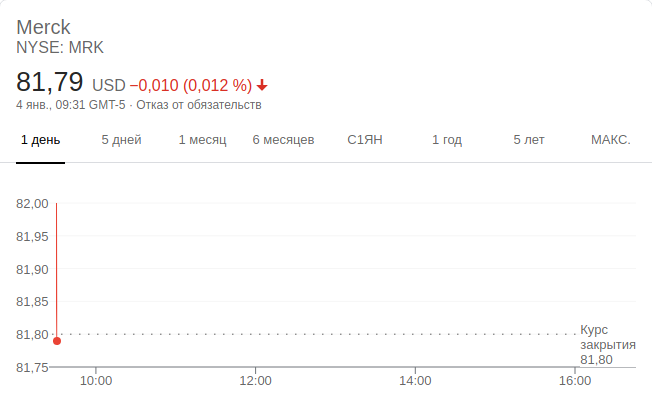 Merck
NYSE: MRK
81,79 USD −0,010 (0,012 %)
4 янв., 09:31 GMT-5 · Отказ от обязательств
1 день 5 дней 1 месяц 6 месяцев С1ЯН 1 год 5 лет МАКС.
82,00
81,95
81,90
81,85
81,80
81,75
Курс
закрытия
81,80
10:00 12:00 14:00 16:00